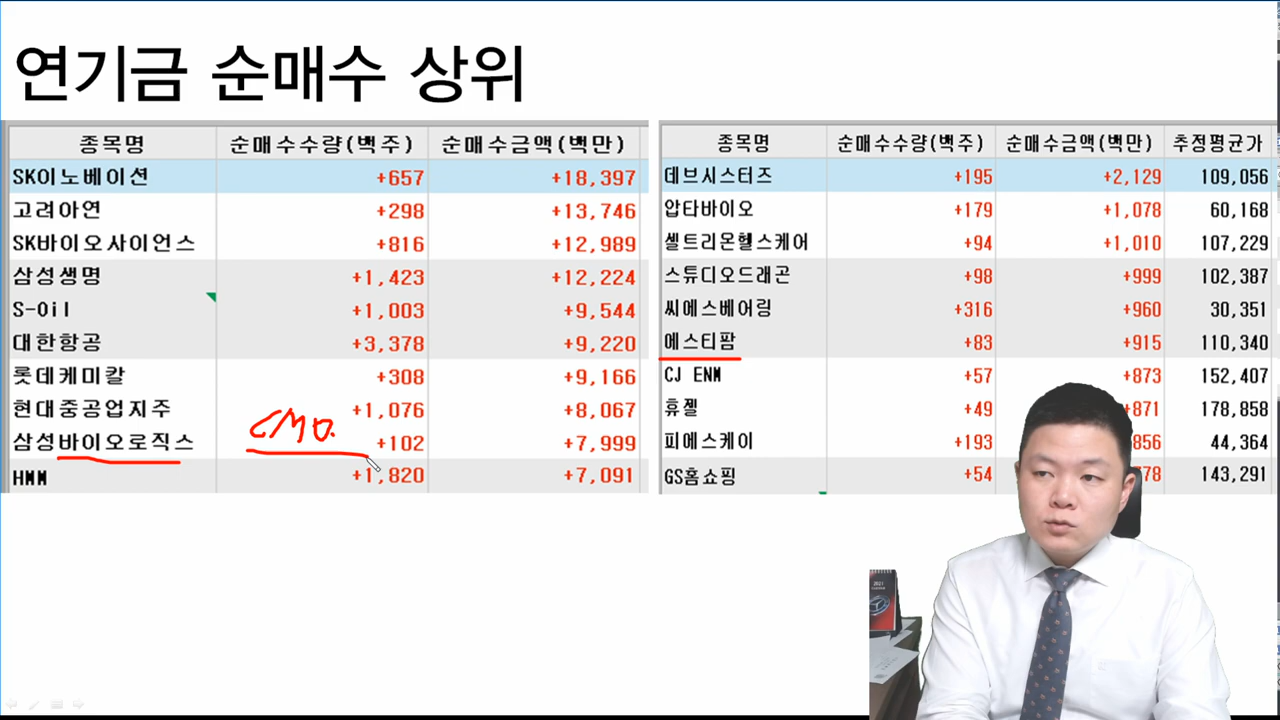 연기금 순매수 상위
종목명 순매수수량(백주) 순매수금액(백만)
SK이노베이션 +657 +18,397
고려아연 +298 +13,746
SK바이오사이언스 +816 +12,989
삼성생명 +1,423 +12,224
S-Oil +1,003 +9,544
대한항공 +3,378 +9,220
롯데케미칼 +308 +9,166
현대중공업지주 +1,076 +8,067
삼성바이오로직스 +102 +7,999
HMM +1,820 +7,091
CMO.
종목명 순매수수량(백주) 순매수금액(백만) 추정평균가
데브시스터즈 +195 +2,129 109,056
압타바이오 +179 +1,078 60,168
셀트리온헬스케어 +94 +1,010 107,229
스튜디오드래곤 +98 +999 102,387
씨에스베어링 +316 +960 30,351
에스티팜 +83 +915 110,340
CJ ENM +57 +873 152,407
휴젤 +49 +871 178,858
피에스케이 +193 856 44,364
GS홈쇼핑 +54 78 143,291
2021